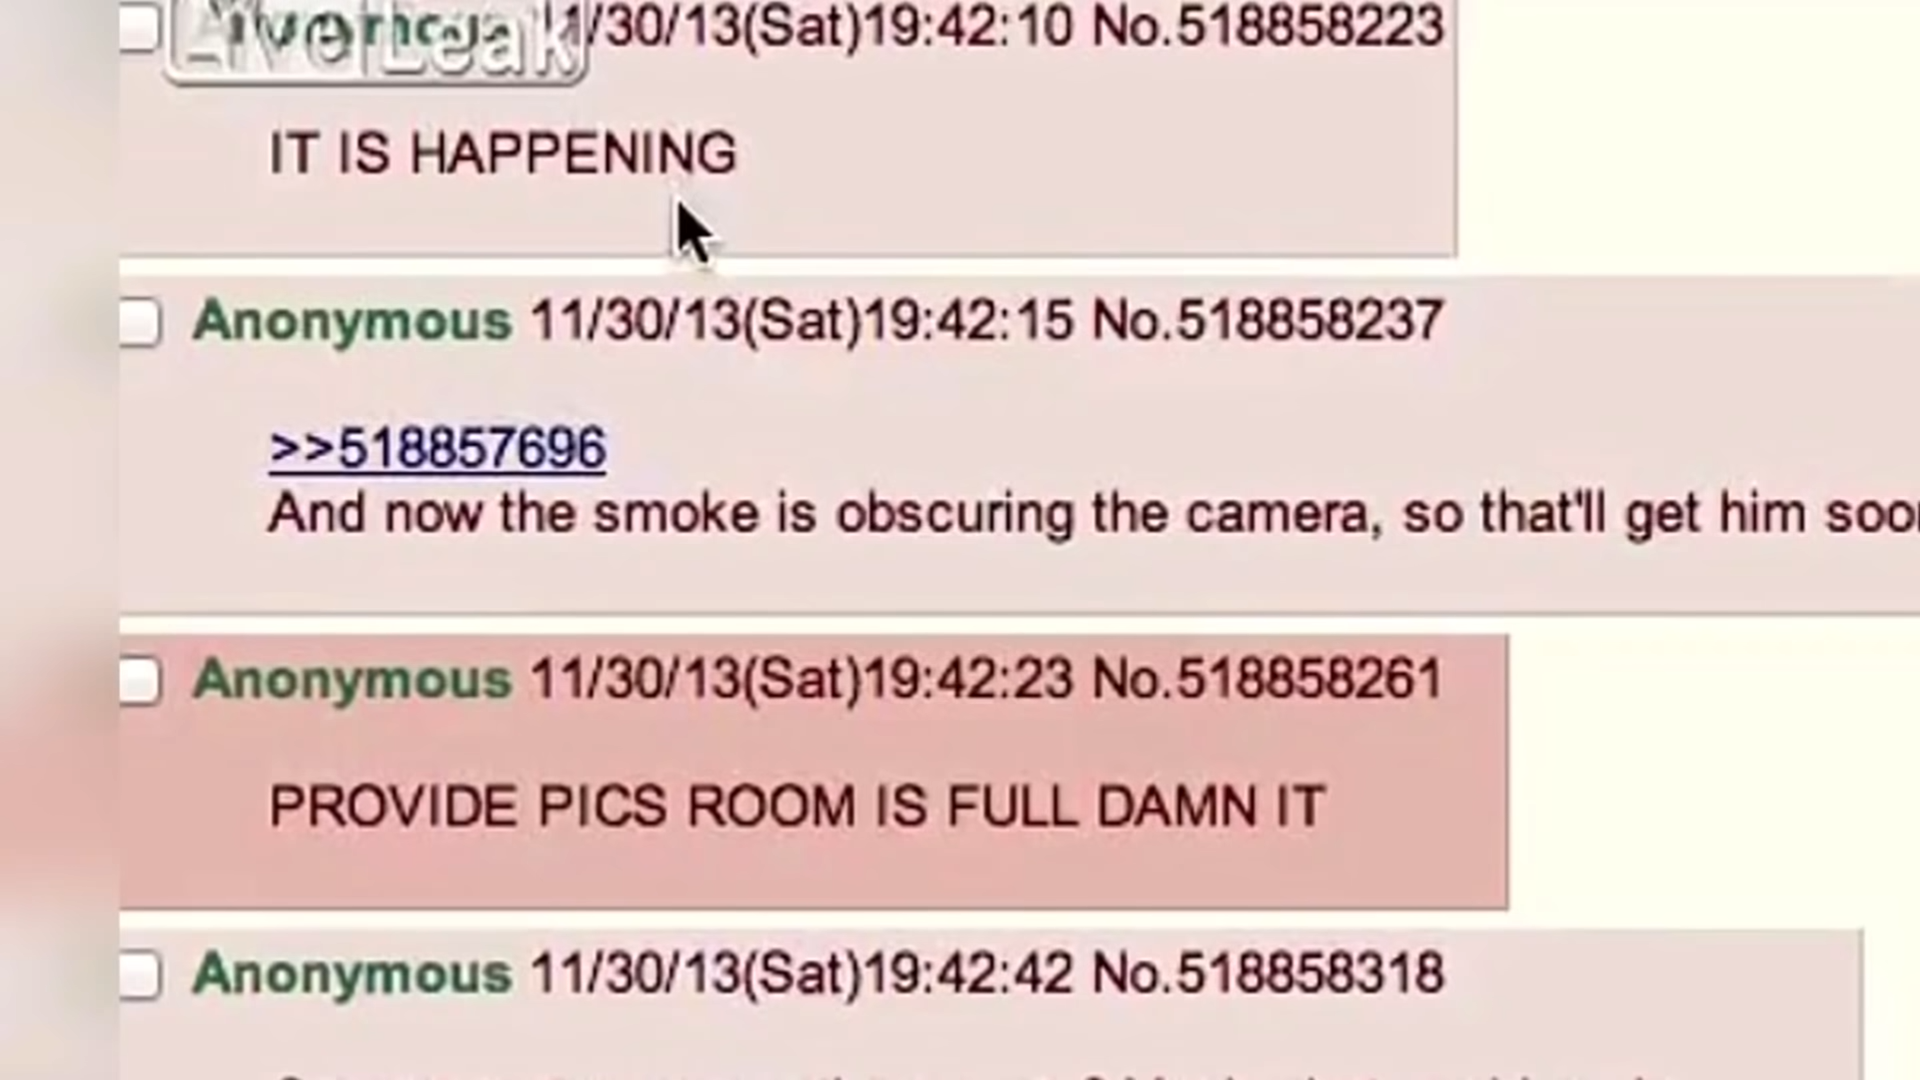 Anonymous 11/30/13(Sat)19:42:10 No.518858223
LiveLeak
IT IS HAPPENING
Anonymous 11/30/13(Sat)19:42:15 No.518858237
>>518857696
And now the smoke is obscuring the camera, so that'll get him soo
Anonymous 11/30/13(Sat)19:42:23 No.518858261
PROVIDE PICS ROOM IS FULL DAMN IT
Anonymous 11/30/13(Sat)19:42:42 No.518858318